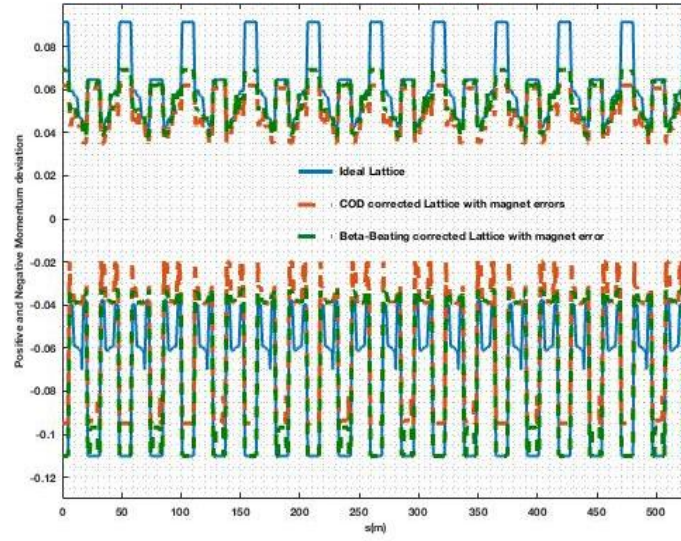 Positive and Negative Momentum deviation
0.08
0.06
0.04
0.02
0
-0.02
-0.04
-0.06
-0.08
-0.1
-0.12
Ideal Lattice
COD corrected Lattice with magnet errors
Beta-Beating corrected Lattice with magnet error
0 50 100 150 200 250 300 350 400 450 500
s(m)